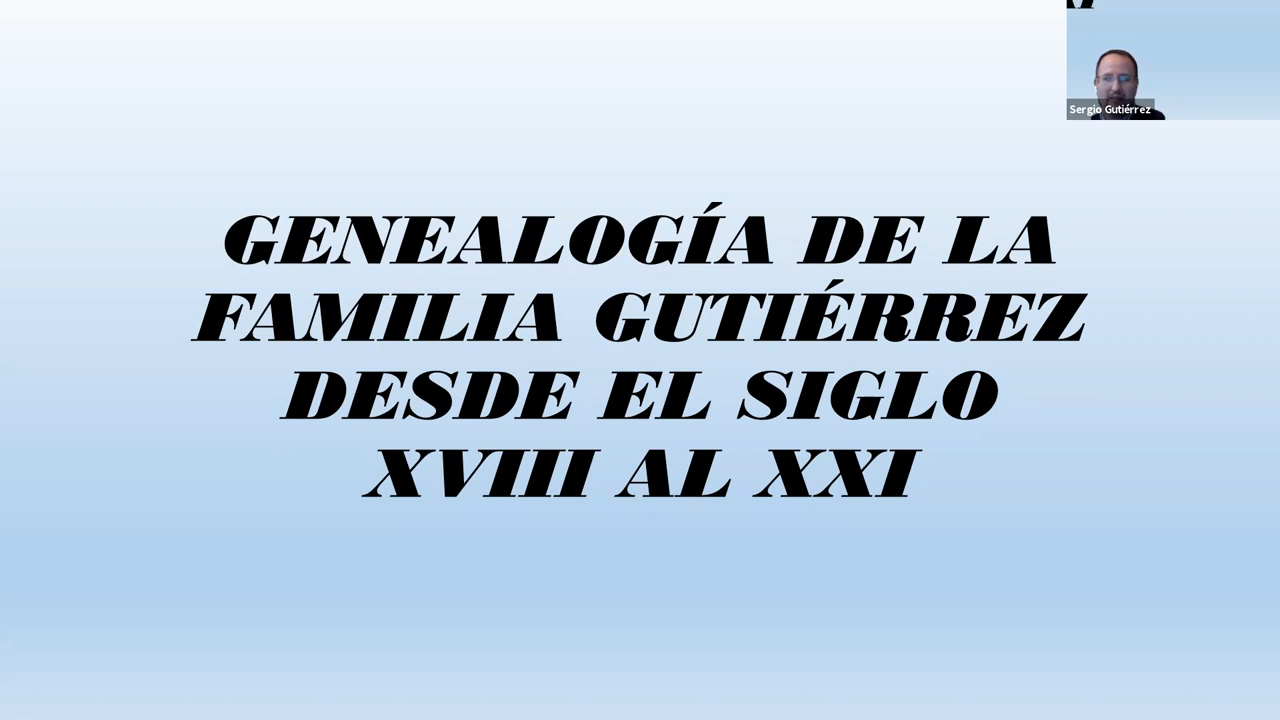 Sergio Gutiérrez
GENEALOGÍA DE LA
FAMILIA GUTIÉRREZ
DESDE EL SIGLO
XVIII AL XXI